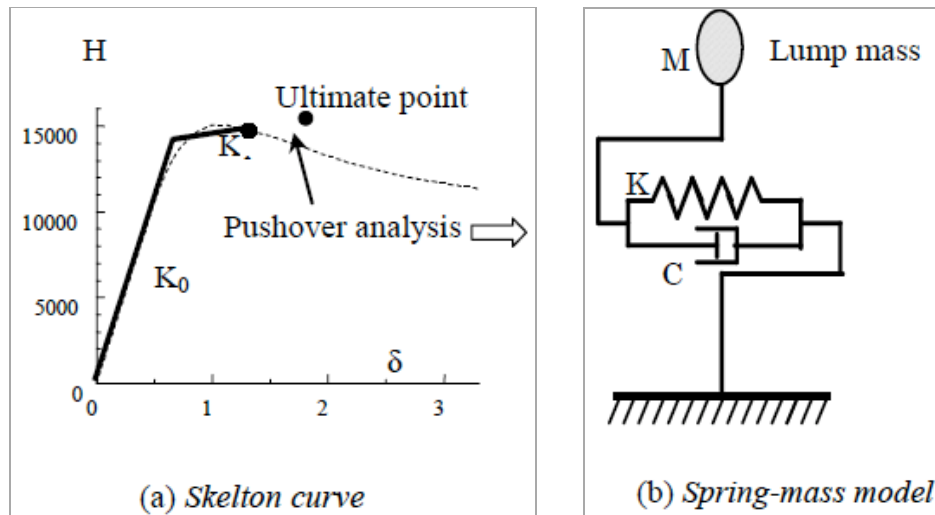 H
Ultimate point
15000
K
10000
Pushover analysis
K0
5000
δ
0
0 1 2 3
(a) Skelton curve
M Lump mass
K
C
(b) Spring-mass model